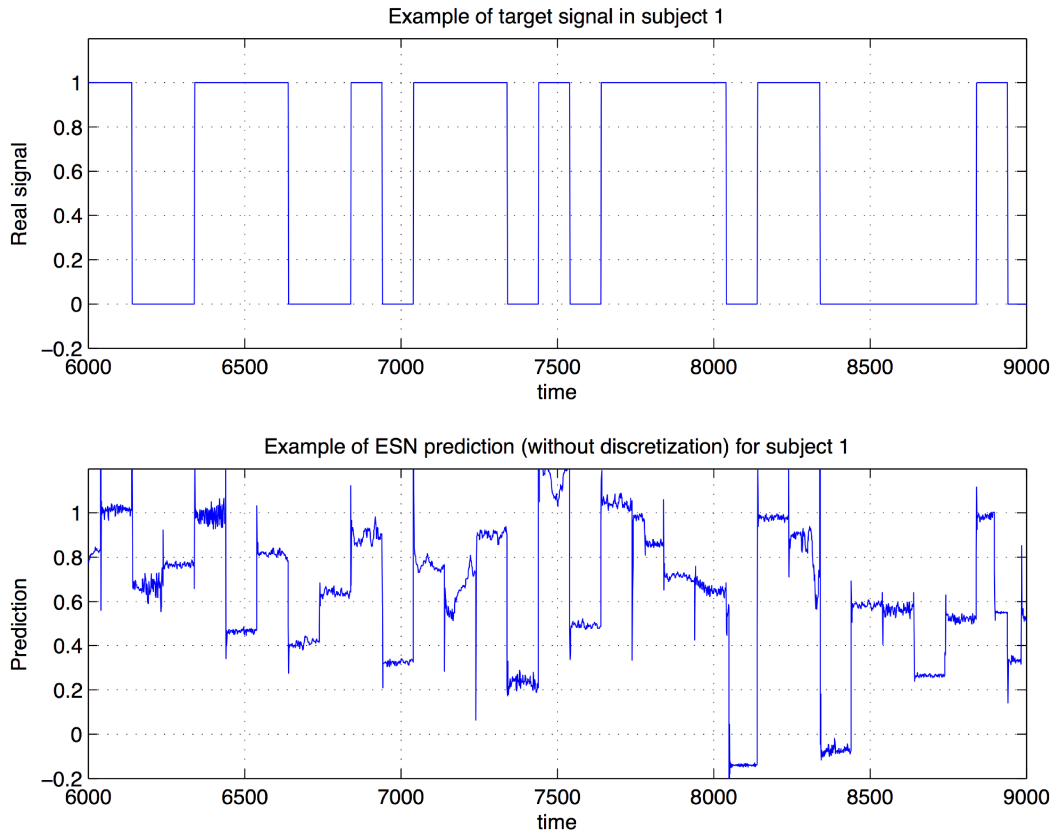 Example of target signal in subject 1
Real signal
1
0.8
0.6
0.4
0.2
0
−0.2
6000 6500 7000 7500 8000 8500 9000
time
Example of ESN prediction (without discretization) for subject 1
Prediction
1
0.8
0.6
0.4
0.2
0
−0.2
6000 6500 7000 7500 8000 8500 9000
time